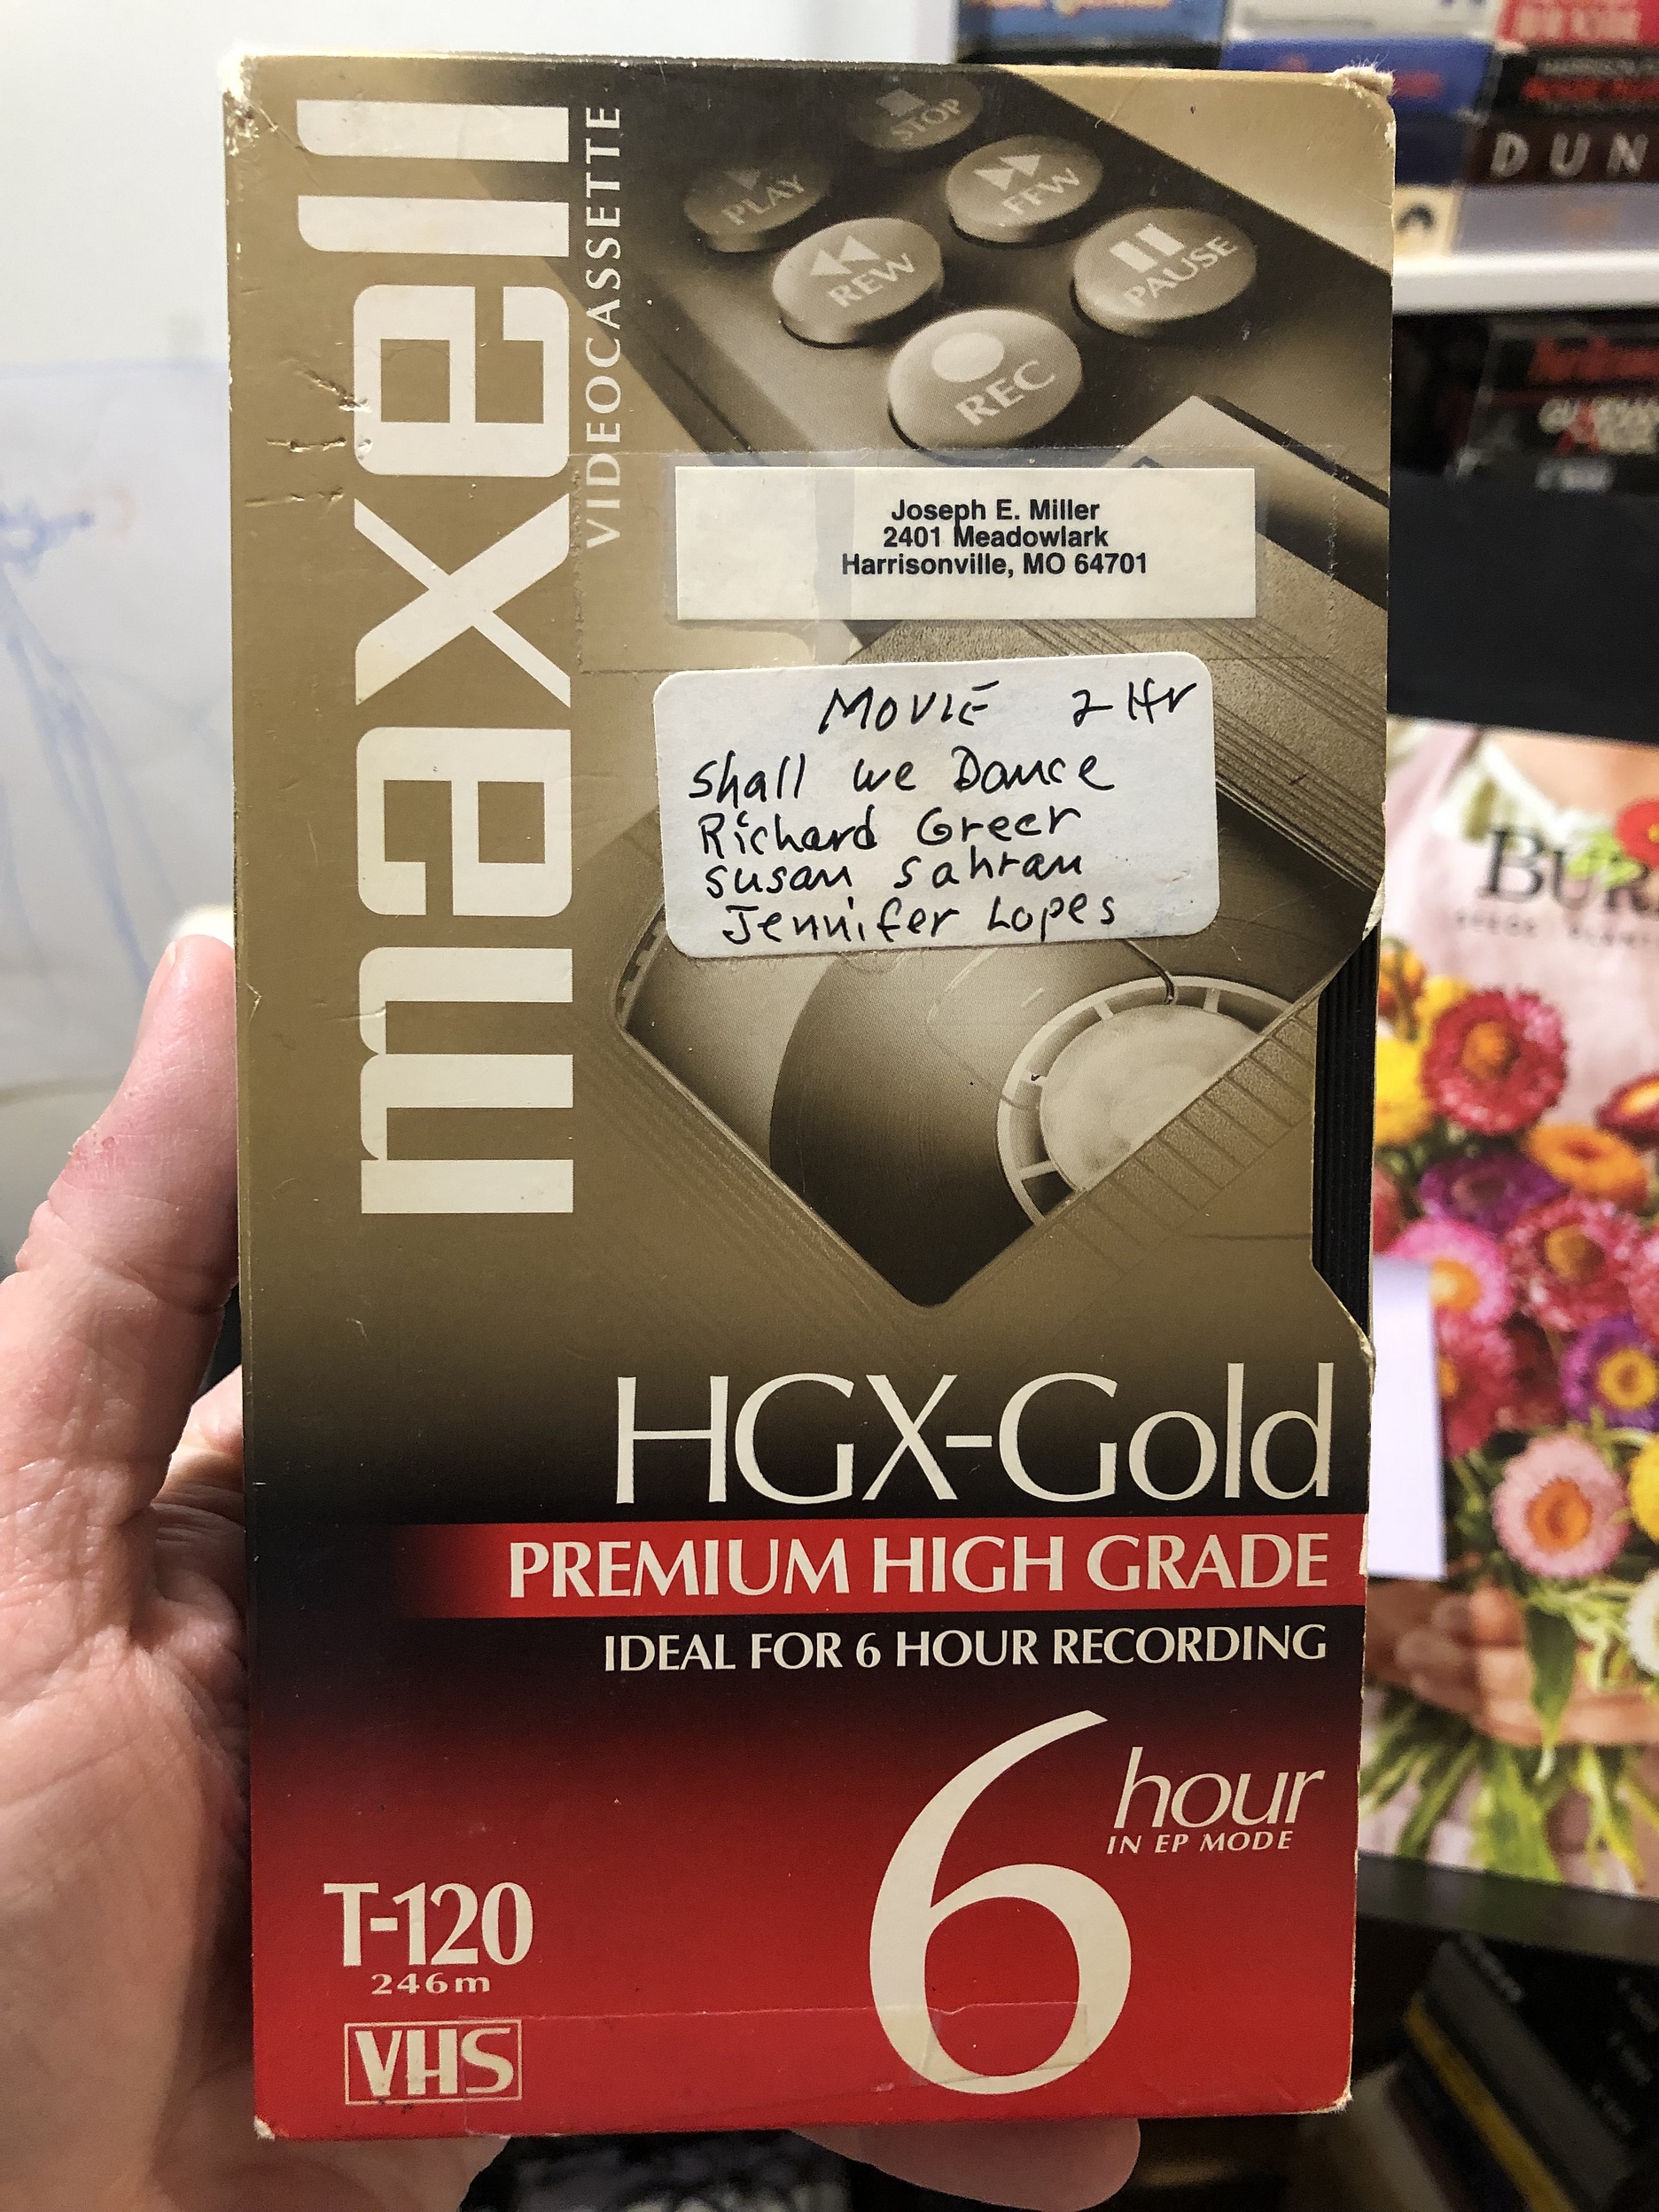 maxell
VIDEOCASSETTE
STOP
PLAY
FFW
REW
PAUSE
REC
Joseph E. Miller
2401 Meadowlark
Harrisonville, MO 64701
MOVIE 2 Hr
Shall we Dance
Richard Greer
susan sahran
Jennifer Lopes
HGX-Gold
PREMIUM HIGH GRADE
IDEAL FOR 6 HOUR RECORDING
6 hour
IN EP MODE
T-120
246m
VHS
DUN
BUR